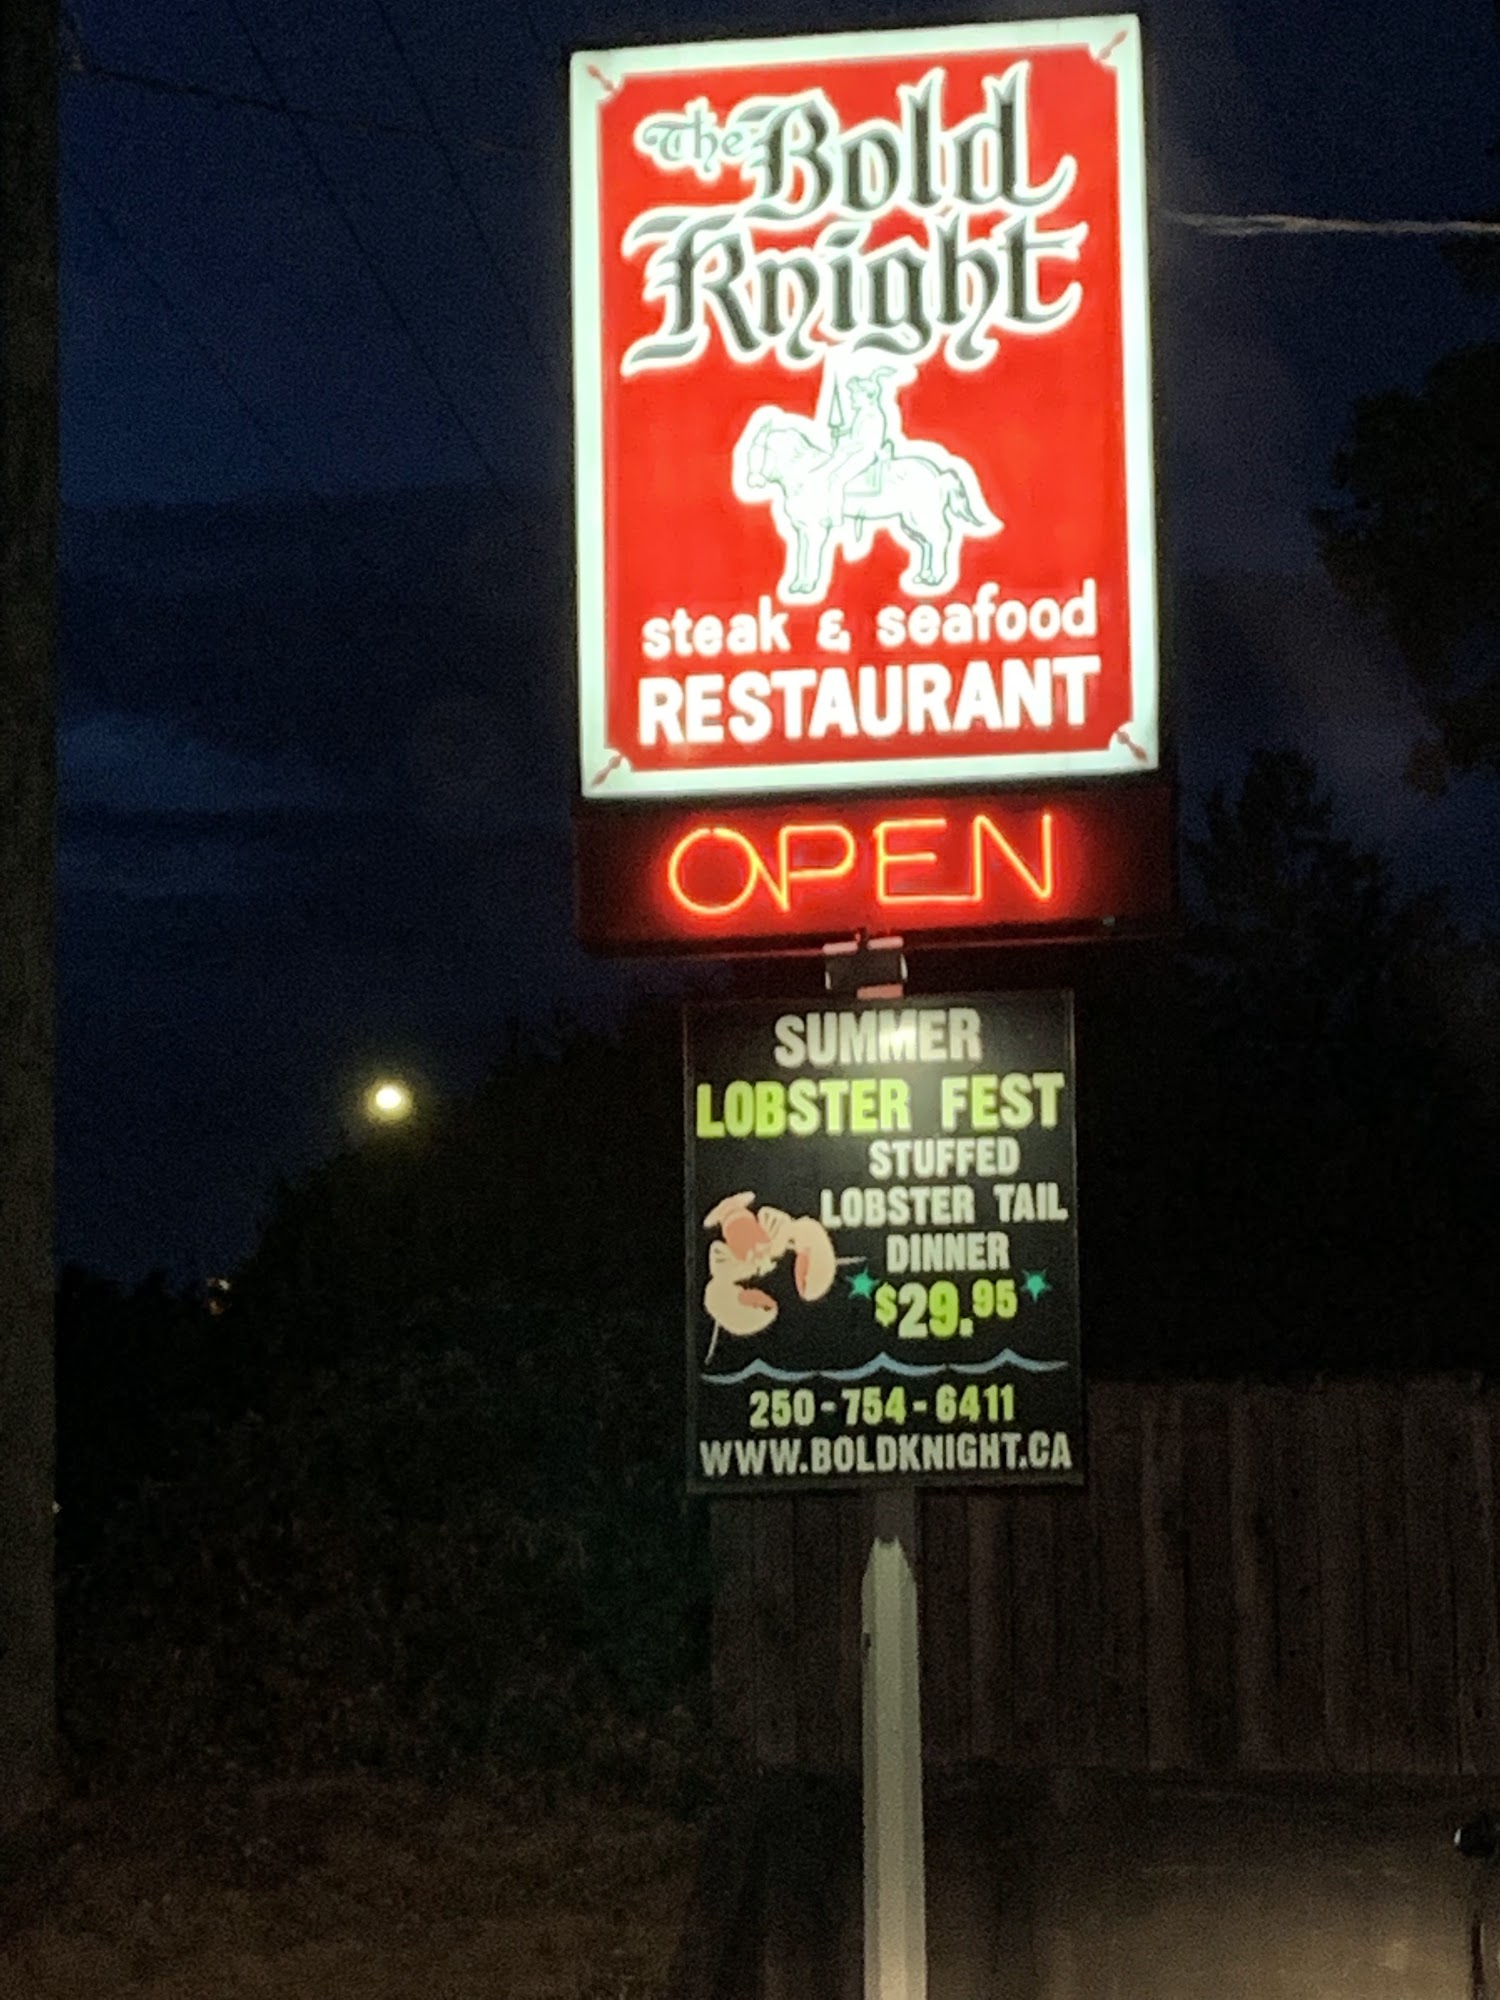 The Bold
Knight
steak & seafood
RESTAURANT
OPEN
SUMMER
LOBSTER FEST
STUFFED
LOBSTER TAIL
DINNER
$29.95
250-754-6411
WWW.BOLDKNIGHT.CA